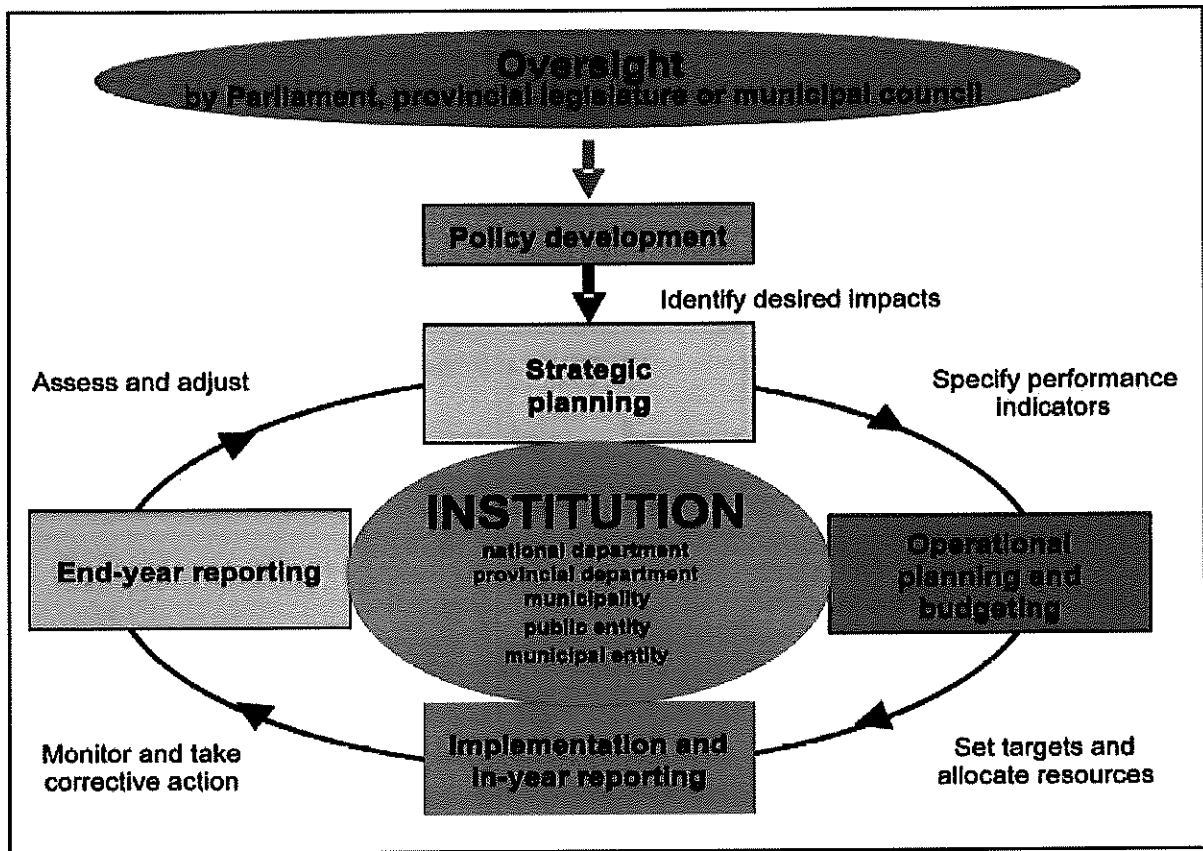 Oversight
by Parliament, provincial legislature or municipal council
Policy development
Identify desired impacts
Strategic
planning
Assess and adjust
Specify performance
indicators
INSTITUTION
national department
provincial department
municipality
public entity
municipal entity
End-year reporting
Operational
planning and
budgeting
Implementation and
in-year reporting
Monitor and take
corrective action
Set targets and
allocate resources